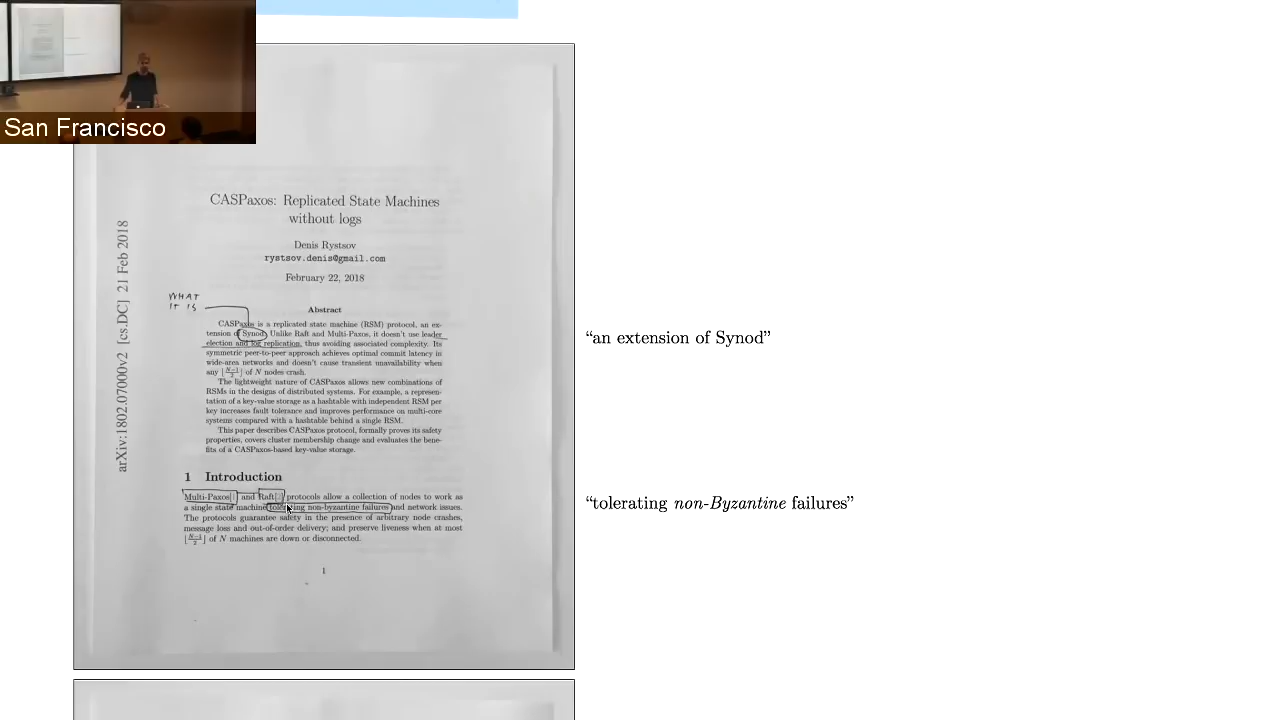 San Francisco
CASPaxos: Replicated State Machines
without logs
Denis Rystsov
rystsov.denis@gmail.com
February 22, 2018
arXiv:1802.07000v2 [cs.DC] 21 Feb 2018
WHAT
IT IS
Abstract
CASPaxos is a replicated state machine (RSM) protocol, an ex-
tension of Synod. Unlike Raft and Multi-Paxos, it doesn't use leader
election and log replication, thus avoiding associated complexity. Its
symmetric peer-to-peer approach achieves optimal commit latency in
wide-area networks and doesn't cause transient unavailability when
any ⌊(N−1)/2⌋ of N nodes crash.
The lightweight nature of CASPaxos allows new combinations of
RSMs in the designs of distributed systems. For example, a represen-
tation of a key-value storage as a hashtable with independent RSM per
key increases fault tolerance and improves performance on multi-core
systems compared with a hashtable behind a single RSM.
This paper describes CASPaxos protocol, formally proves its safety
properties, covers cluster membership change and evaluates the bene-
fits of a CASPaxos-based key-value storage.
1 Introduction
Multi-Paxos[1] and Raft[2] protocols allow a collection of nodes to work as
a single state machine tolerating non-byzantine failures and network issues.
The protocols guarantee safety in the presence of arbitrary node crashes,
message loss and out-of-order delivery; and preserve liveness when at most
⌊(N−1)/2⌋ of N machines are down or disconnected.
1
“an extension of Synod”
“tolerating non-Byzantine failures”